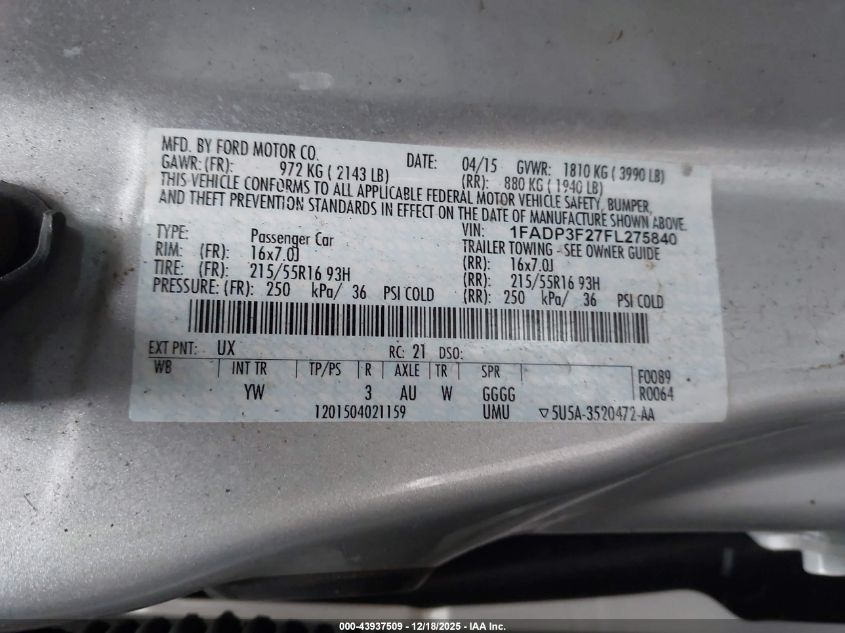 MFD. BY FORD MOTOR CO. DATE: 04/15 GVWR: 1810 KG ( 3990 LB)
GAWR: (FR): 972 KG ( 2143 LB) (RR): 880 KG ( 1940 LB)
THIS VEHICLE CONFORMS TO ALL APPLICABLE FEDERAL MOTOR VEHICLE SAFETY, BUMPER,
AND THEFT PREVENTION STANDARDS IN EFFECT ON THE DATE OF MANUFACTURE SHOWN ABOVE.
VIN: 1FADP3F27FL275840
TYPE: Passenger Car TRAILER TOWING - SEE OWNER GUIDE
RIM: (FR): 16x7.0J (RR): 16x7.0J
TIRE: (FR): 215/55R16 93H (RR): 215/55R16 93H
PRESSURE: (FR): 250 kPa/ 36 PSI COLD (RR): 250 kPa/ 36 PSI COLD
EXT PNT: UX RC: 21 DSO:
WB INT TR TP/PS R AXLE TR SPR F0089
YW 3 AU W GGGG R0064
1201504021159 UMU ▽5U5A-3520472-AA
000-43937509 - 12/18/2025 - IAA Inc.